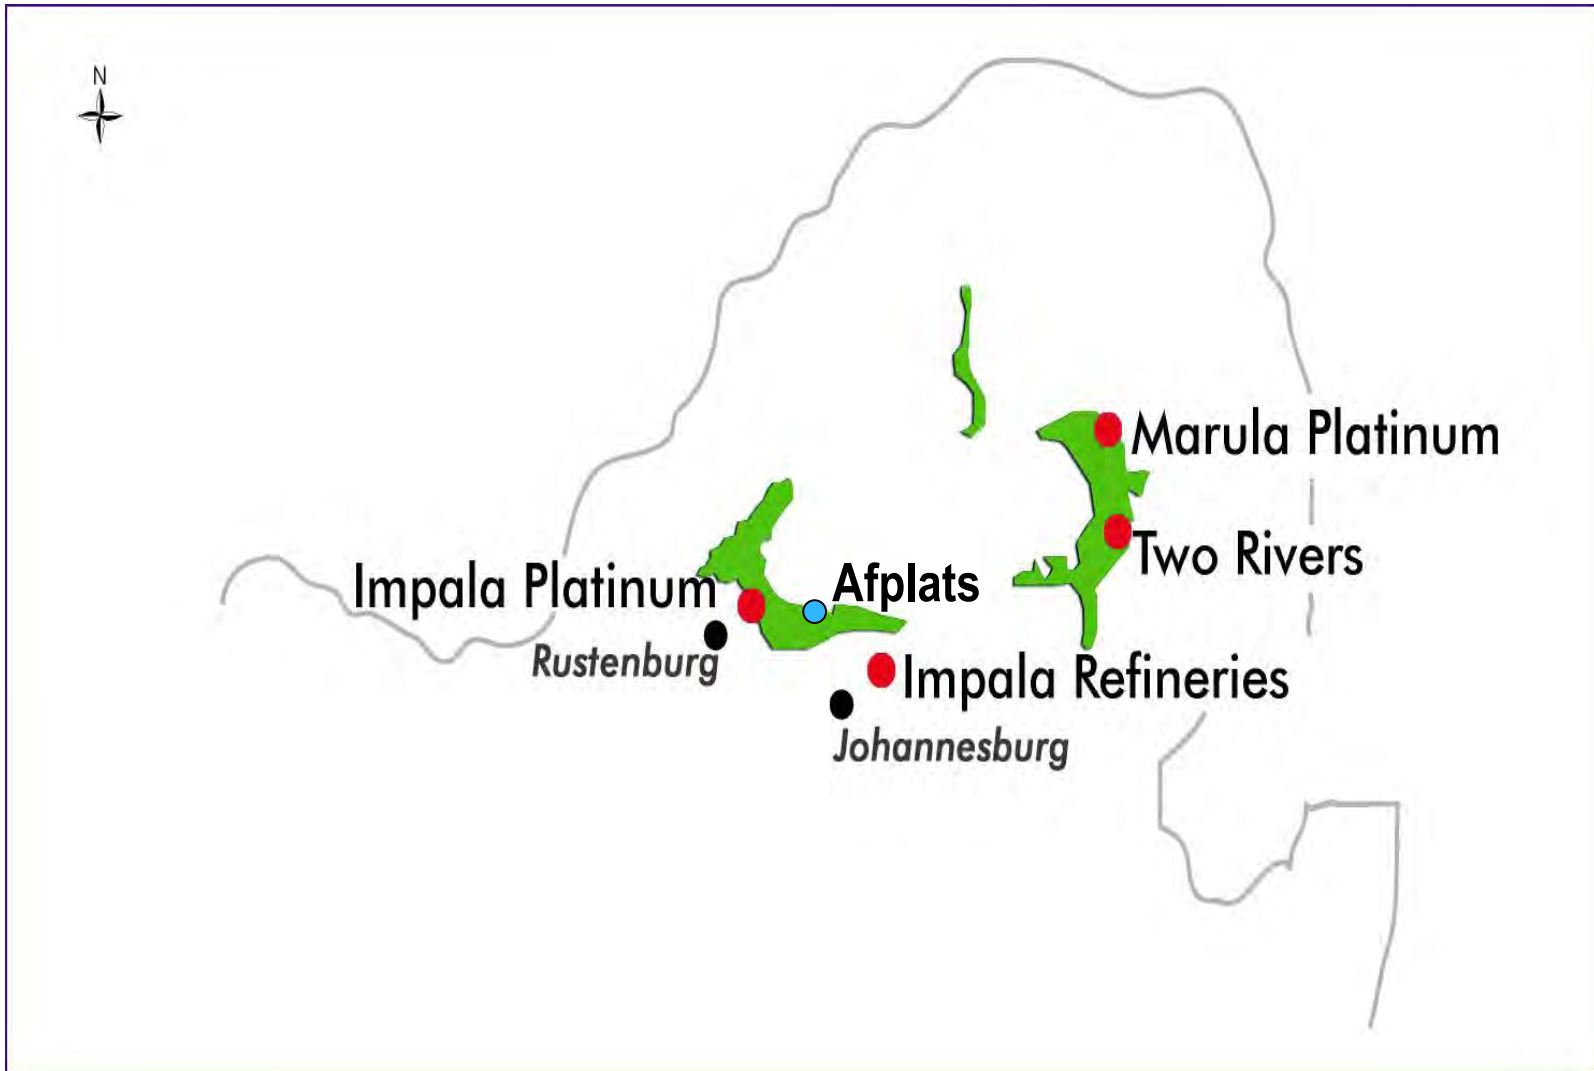 N
Marula Platinum
Two Rivers
Impala Platinum
Afplats
Rustenburg
Impala Refineries
Johannesburg